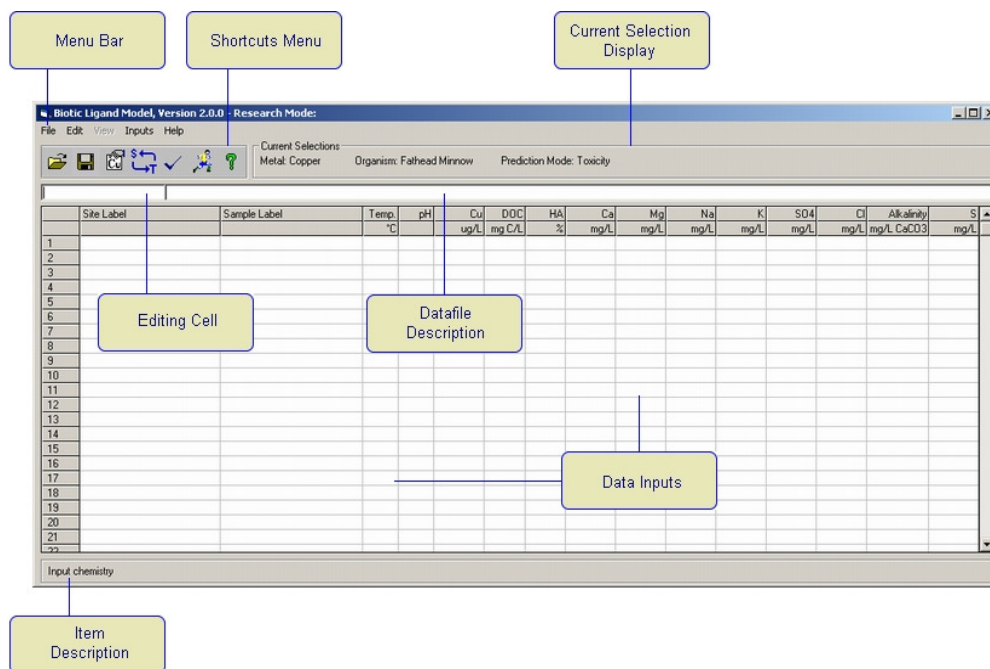 Menu Bar
Shortcuts Menu
Current Selection
Display
Biotic Ligand Model, Version 2.0.0 - Research Mode:
File Edit View Inputs Help
Current Selections
Cu S T ?
Metal: Copper Organism: Fathead Minnow Prediction Mode: Toxicity
Site Label Sample Label Temp. pH Cu DOC HA Ca Mg Na K SO4 Cl Alkalinity S
°C ug/L mg C/L % mg/L mg/L mg/L mg/L mg/L mg/L mg/L CaCO3 mg/L
1
2
3
4
5
6
7
8
9
10
11
12
13
14
15
16
17
18
19
20
21
22
Editing Cell
Datafile
Description
Data Inputs
Input chemistry
Item
Description